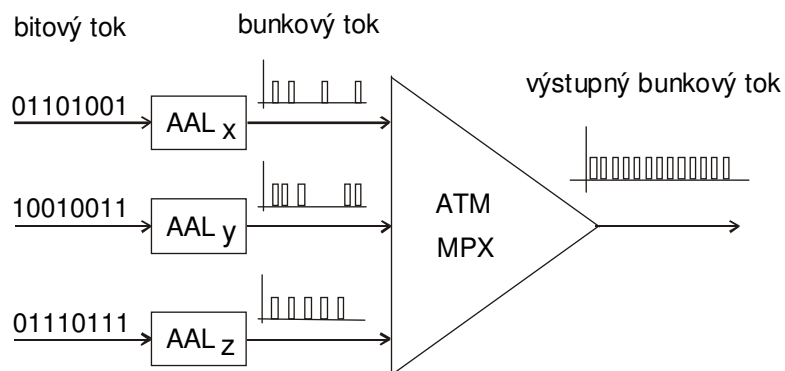 bitový tok
bunkový tok
výstupný bunkový tok
01101001
AAL x
10010011
AAL y
ATM
MPX
01110111
AAL z